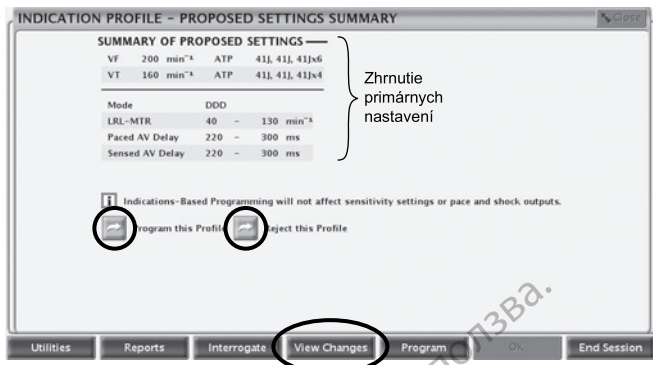 INDICATION PROFILE – PROPOSED SETTINGS SUMMARY
Close
SUMMARY OF PROPOSED SETTINGS
VF 200 min⁻¹ ATP 41J, 41J, 41Jx6
VT 160 min⁻¹ ATP 41J, 41J, 41Jx4
Mode DDD
LRL-MTR 40 – 130 min⁻¹
Paced AV Delay 220 – 300 ms
Sensed AV Delay 220 – 300 ms
Zhrnutie
primárnych
nastavení
i Indications-Based Programming will not affect sensitivity settings or pace and shock outputs.
Program this Profile Reject this Profile
Utilities Reports Interrogate View Changes Program OK End Session